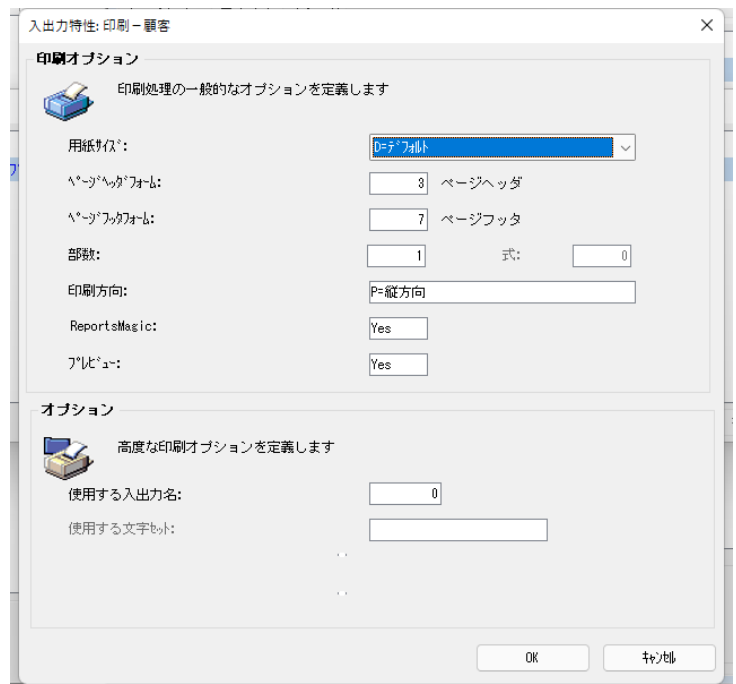 入出力特性: 印刷 – 顧客
印刷オプション
印刷処理の一般的なオプションを定義します
用紙ｻｲｽﾞ: D=ﾃﾞﾌｫﾙﾄ
ﾍﾟｰｼﾞﾍｯﾀﾞﾌｫｰﾑ: 3 ページヘッダ
ﾍﾟｰｼﾞﾌｯﾀﾌｫｰﾑ: 7 ページフッタ
部数: 1 式: 0
印刷方向: P=縦方向
ReportsMagic: Yes
ﾌﾟﾚﾋﾞｭｰ: Yes
オプション
高度な印刷オプションを定義します
使用する入出力名: 0
使用する文字ｾｯﾄ:
OK ｷｬﾝｾﾙ